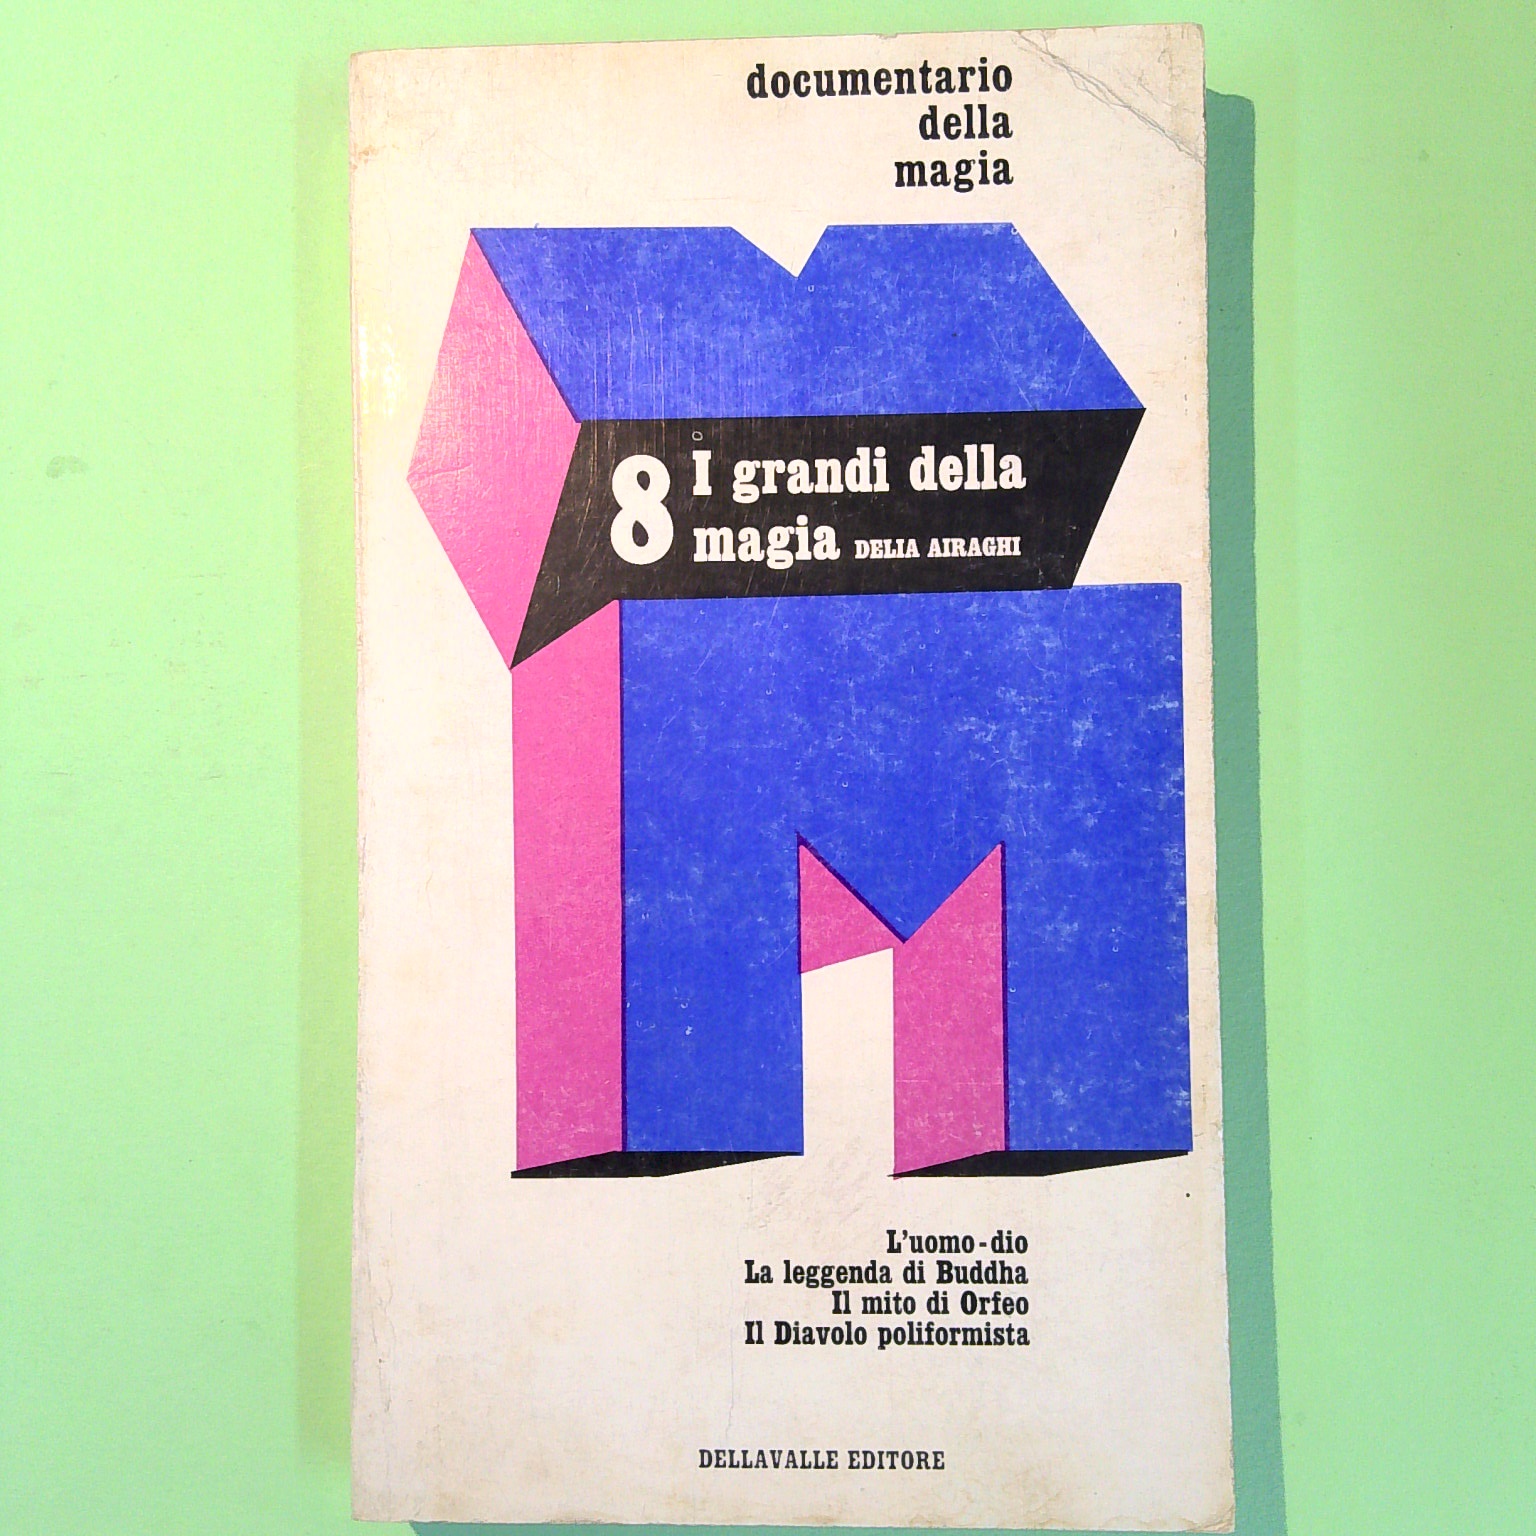 documentario
della
magia
8 I grandi della
magia DELIA AIRAGHI
L'uomo-dio
La leggenda di Buddha
Il mito di Orfeo
Il Diavolo poliformista
DELLAVALLE EDITORE